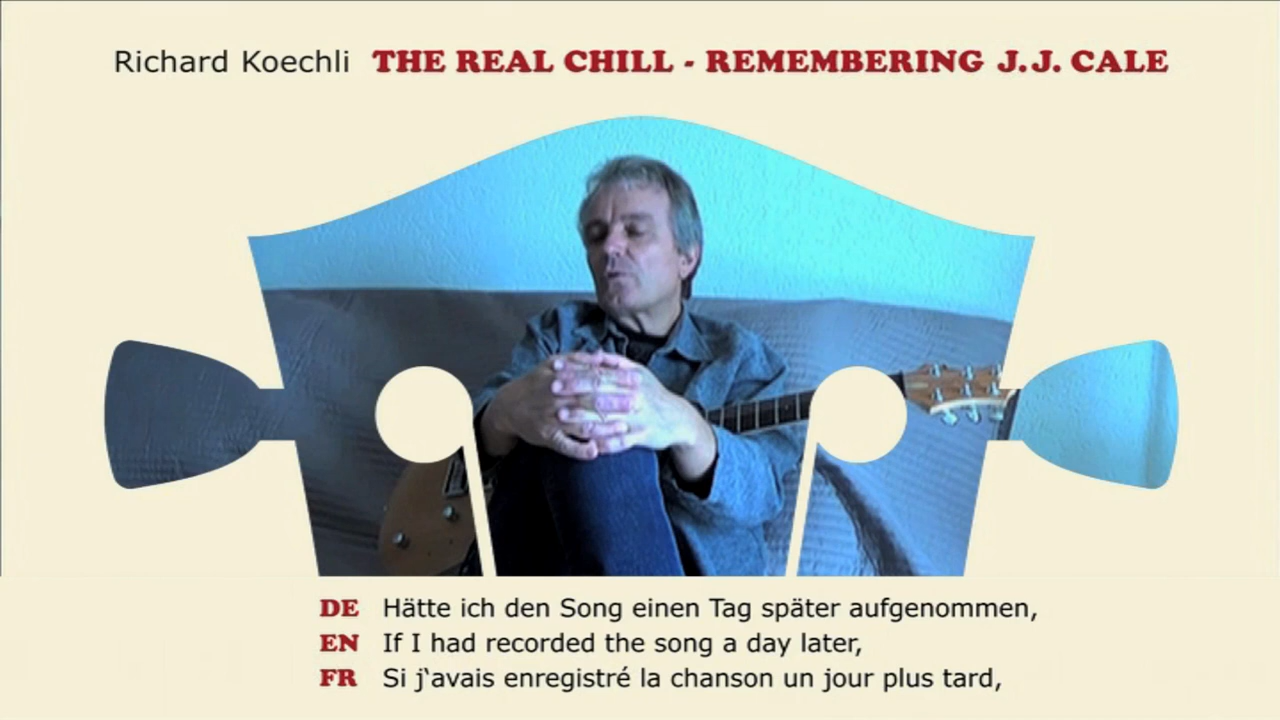 Richard Koechli THE REAL CHILL - REMEMBERING J.J. CALE
DE Hätte ich den Song einen Tag später aufgenommen,
EN If I had recorded the song a day later,
FR Si j‘avais enregistré la chanson un jour plus tard,